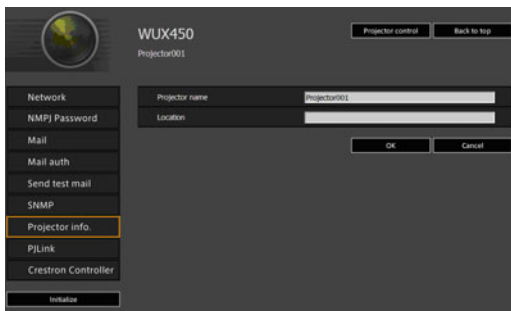 WUX450
Projector001
Projector control
Back to top
Network
NMPJ Password
Mail
Mail auth
Send test mail
SNMP
Projector info.
PJLink
Crestron Controller
Initialize
Projector name
Projector001
Location
OK
Cancel